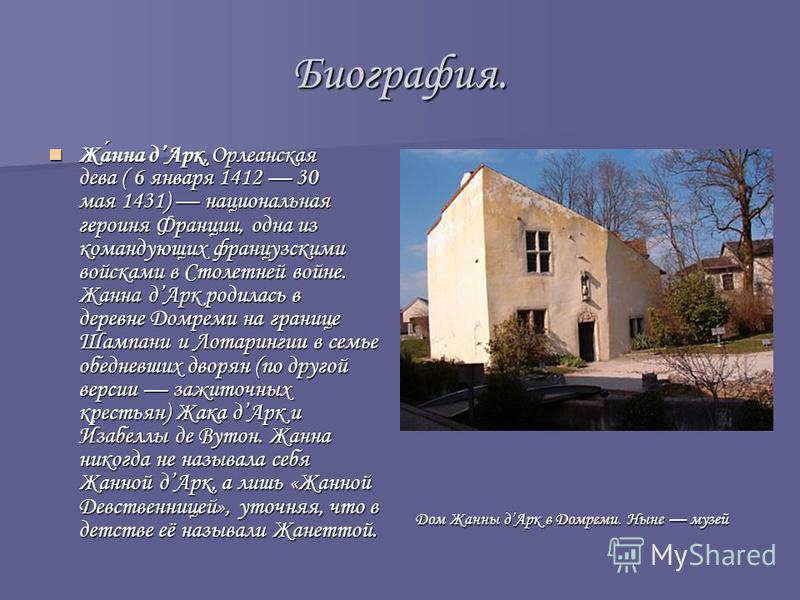 Биография.
Жа́нна д’Арк, Орлеанская
дева ( 6 января 1412 — 30
мая 1431) — национальная
героиня Франции, одна из
командующих французскими
войсками в Столетней войне.
Жанна д’Арк родилась в
деревне Домреми на границе
Шампани и Лотарингии в семье
обедневших дворян (по другой
версии — зажиточных
крестьян) Жака д’Арк и
Изабеллы де Вутон. Жанна
никогда не называла себя
Жанной д’Арк, а лишь «Жанной
Девственницей», уточняя, что в
детстве её называли Жанеттой.
Дом Жанны д’Арк в Домреми. Ныне — музей
MyShared